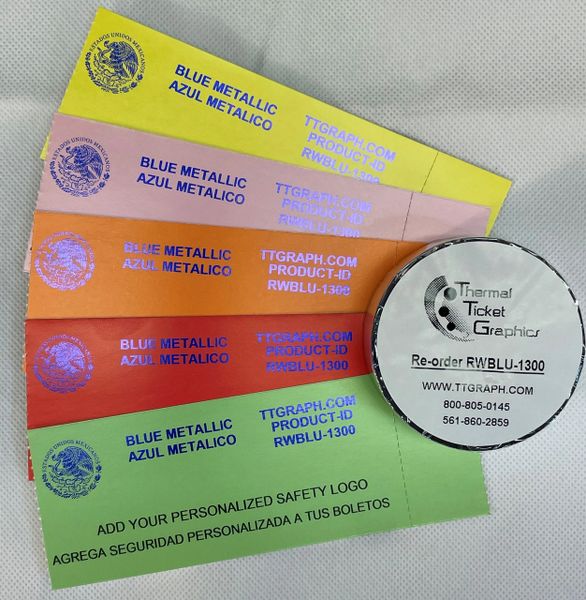 ESTADOS UNIDOS MEXICANOS
BLUE METALLIC
AZUL METALICO
TTGRAPH.COM
PRODUCT-ID
RWBLU-1300
ESTADOS UNIDOS MEXICANOS
BLUE METALLIC
AZUL METALICO
TTGRAPH.COM
PRODUCT-ID
RWBLU-1300
BLUE METALLIC
AZUL METALICO
TTGRAPH.COM
PRODUCT-ID
RWBLU-1300
BLUE METALLIC
AZUL METALICO
TTGRAPH.COM
PRODUCT-ID
RWBLU-1300
ESTADOS UNIDOS MEXICANOS
BLUE METALLIC
AZUL METALICO
TTGRAPH.COM
PRODUCT-ID
RWBLU-1300
ADD YOUR PERSONALIZED SAFETY LOGO
AGREGA SEGURIDAD PERSONALIZADA A TUS BOLETOS
Thermal
Ticket
Graphics
Re-order RWBLU-1300
WWW.TTGRAPH.COM
800-805-0145
561-860-2859